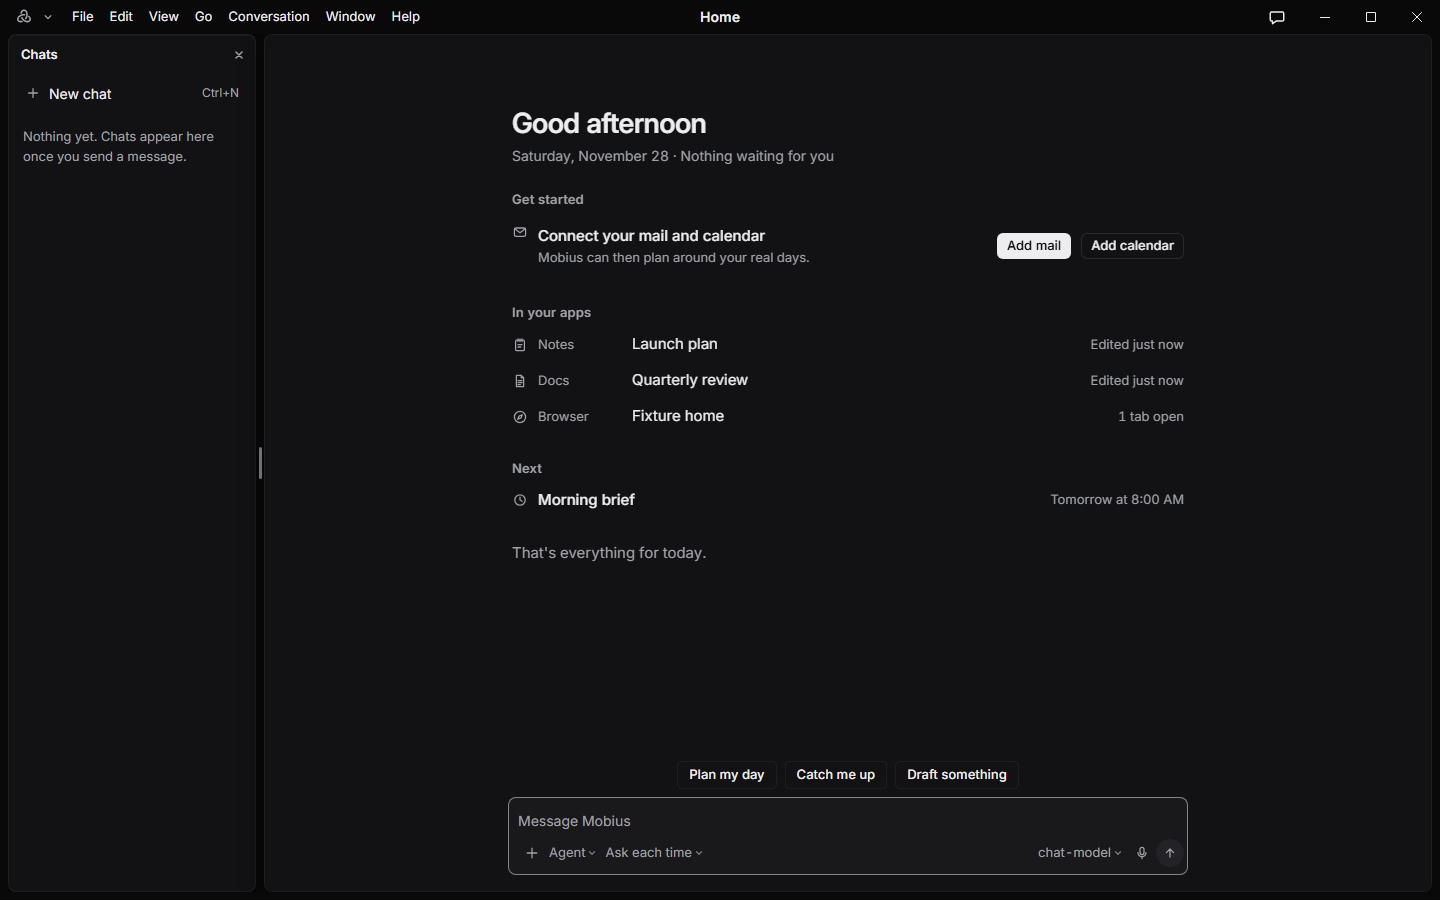 File Edit View Go Conversation Window Help
Home
Chats
New chat Ctrl+N
Nothing yet. Chats appear here
once you send a message.
Good afternoon
Saturday, November 28 · Nothing waiting for you
Get started
Connect your mail and calendar
Mobius can then plan around your real days.
Add mail Add calendar
In your apps
Notes Launch plan Edited just now
Docs Quarterly review Edited just now
Browser Fixture home 1 tab open
Next
Morning brief Tomorrow at 8:00 AM
That's everything for today.
Plan my day Catch me up Draft something
Message Mobius
Agent Ask each time chat-model